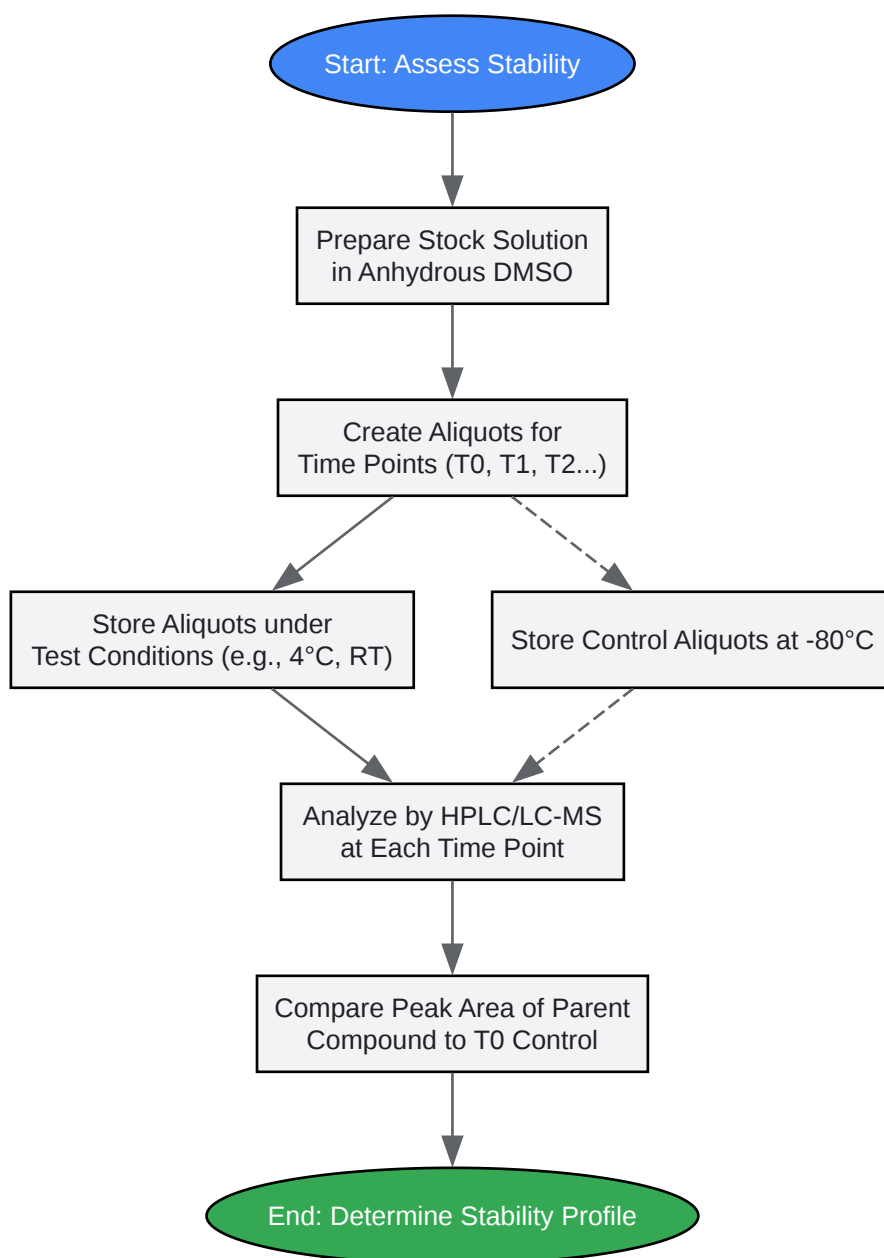 Start: Assess Stability
Prepare Stock Solution
in Anhydrous DMSO
Create Aliquots for
Time Points (T0, T1, T2...)
Store Aliquots under
Test Conditions (e.g., 4°C, RT)
Store Control Aliquots at -80°C
Analyze by HPLC/LC-MS
at Each Time Point
Compare Peak Area of Parent
Compound to T0 Control
End: Determine Stability Profile